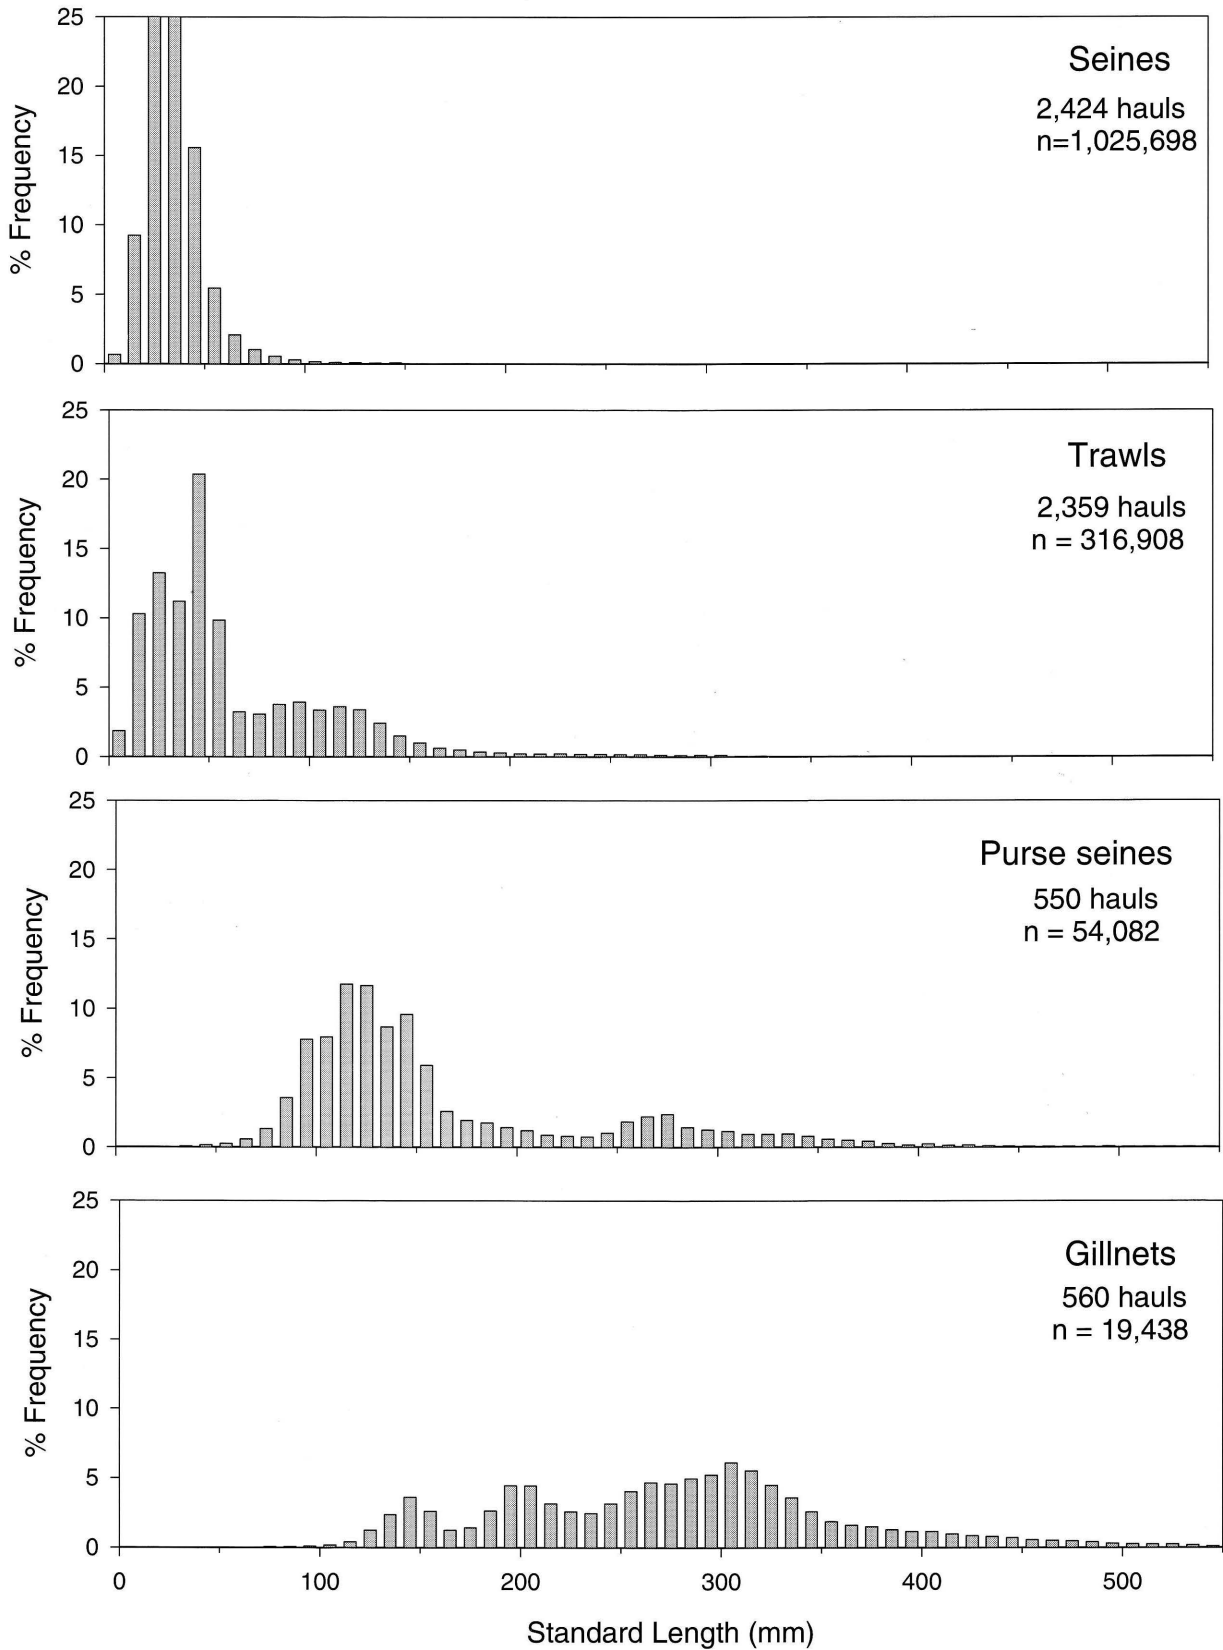 25
20
15
10
5
0
% Frequency
Seines
2,424 hauls
n=1,025,698
25
20
15
10
5
0
% Frequency
Trawls
2,359 hauls
n = 316,908
25
20
15
10
5
0
% Frequency
Purse seines
550 hauls
n = 54,082
25
20
15
10
5
0
% Frequency
Gillnets
560 hauls
n = 19,438
0 100 200 300 400 500
Standard Length (mm)